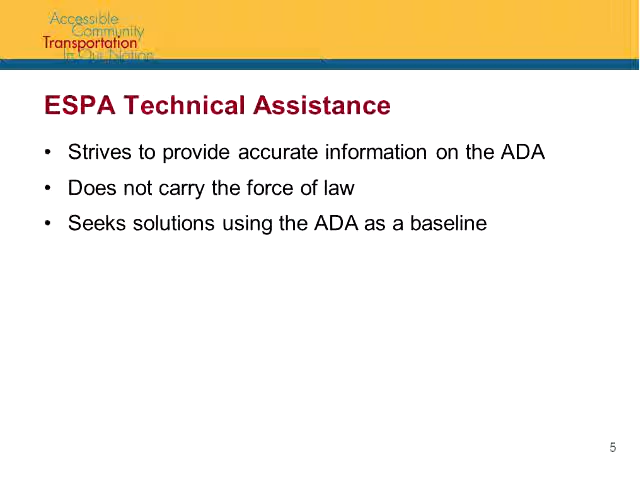 Accessible
Community
Transportation
In Our Nation
ESPA Technical Assistance
• Strives to provide accurate information on the ADA
• Does not carry the force of law
• Seeks solutions using the ADA as a baseline
5